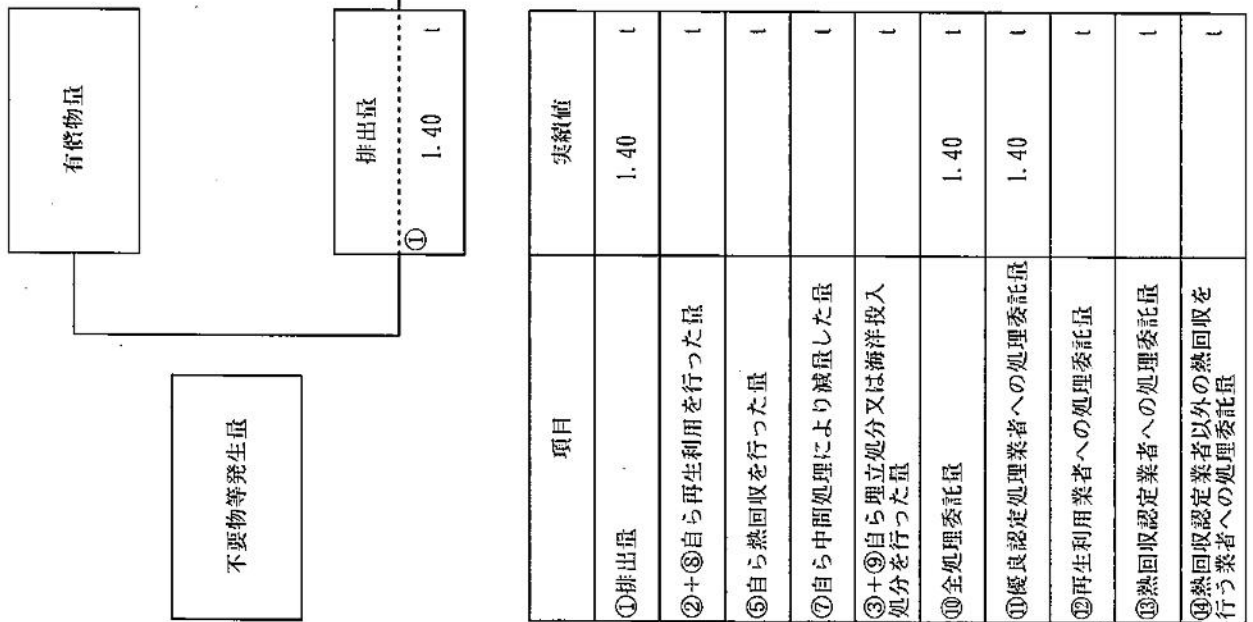 有償物量
不要物等発生量
排出量
① 1.40 t
項目 実績値
①排出量 1.40 t
②+⑧自ら再生利用を行った量 t
⑤自ら熱回収を行った量 t
⑦自ら中間処理により減量した量 t
③+⑨自ら埋立処分又は海洋投入
処分を行った量 t
⑩全処理委託量 1.40 t
⑪優良認定処理業者への処理委託量 1.40 t
⑫再生利用業者への処理委託量 t
⑬熱回収認定業者への処理委託量 t
⑭熱回収認定業者以外の熱回収を
行う業者への処理委託量 t